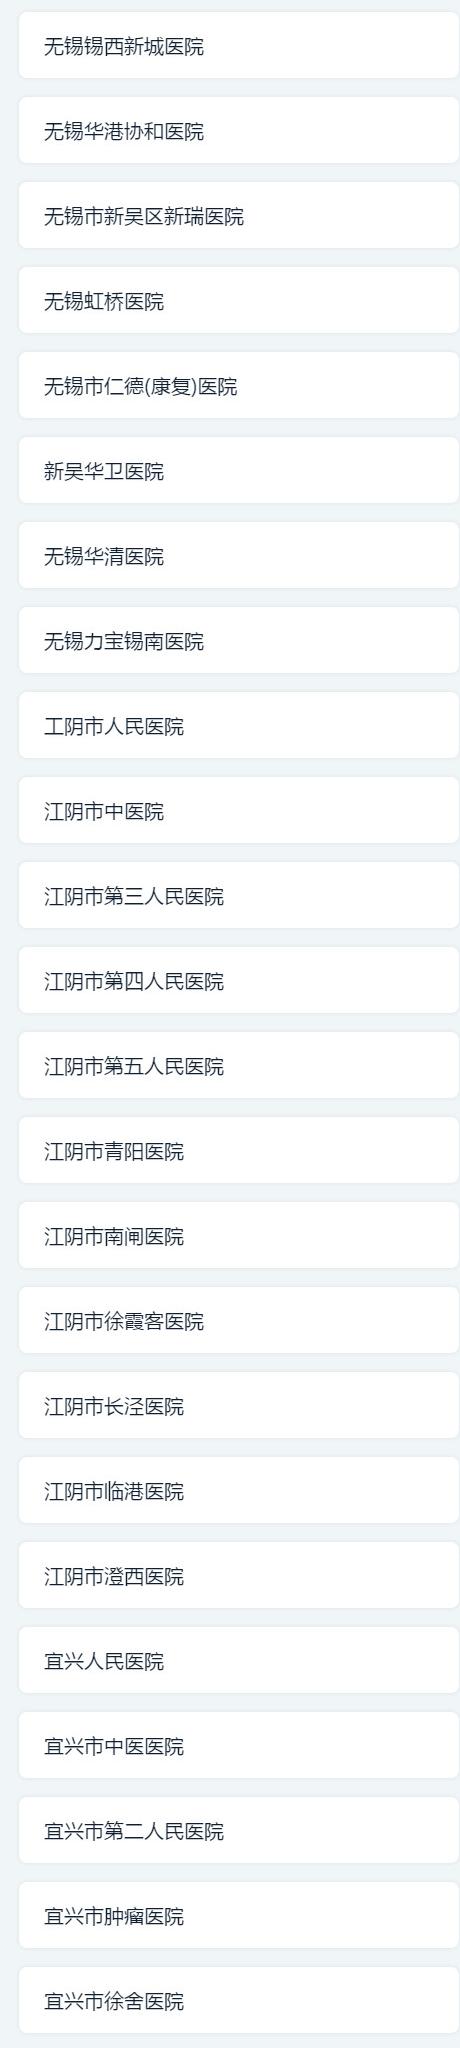 无锡锡西新城医院
无锡华港协和医院
无锡市新吴区新瑞医院
无锡虹桥医院
无锡市仁德(康复)医院
新吴华卫医院
无锡华清医院
无锡力宝锡南医院
工阴市人民医院
江阴市中医院
江阴市第三人民医院
江阴市第四人民医院
江阴市第五人民医院
江阴市青阳医院
江阴市南闸医院
江阴市徐霞客医院
江阴市长泾医院
江阴市临港医院
江阴市澄西医院
宜兴人民医院
宜兴市中医医院
宜兴市第二人民医院
宜兴市肿瘤医院
宜兴市徐舍医院